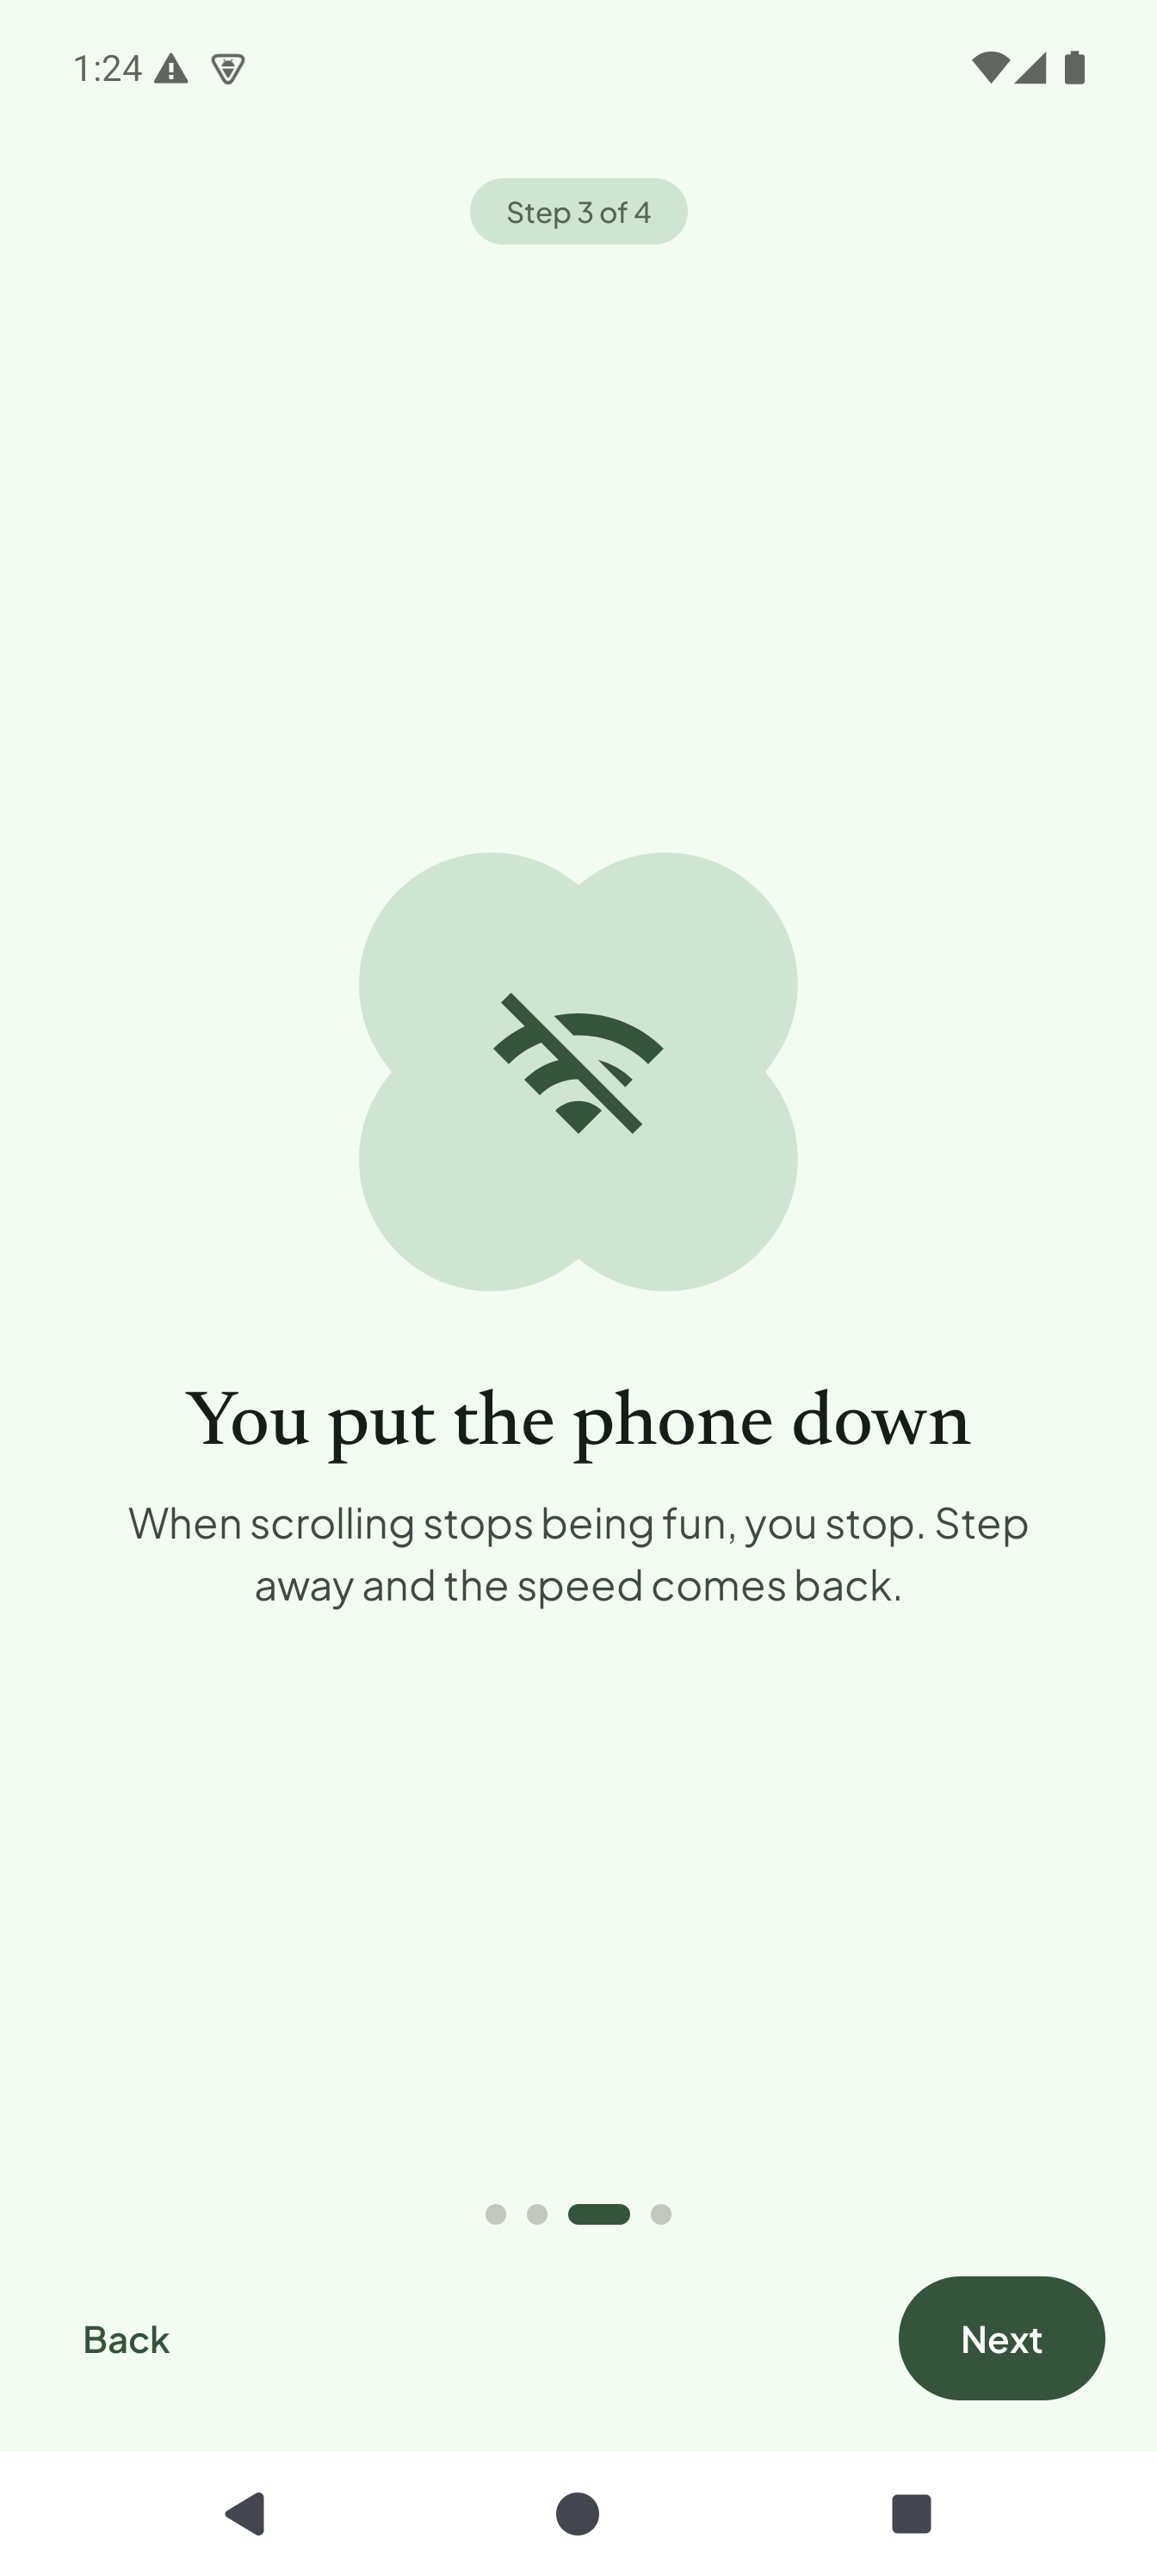 1:24
Step 3 of 4
You put the phone down
When scrolling stops being fun, you stop. Step
away and the speed comes back.
Back
Next